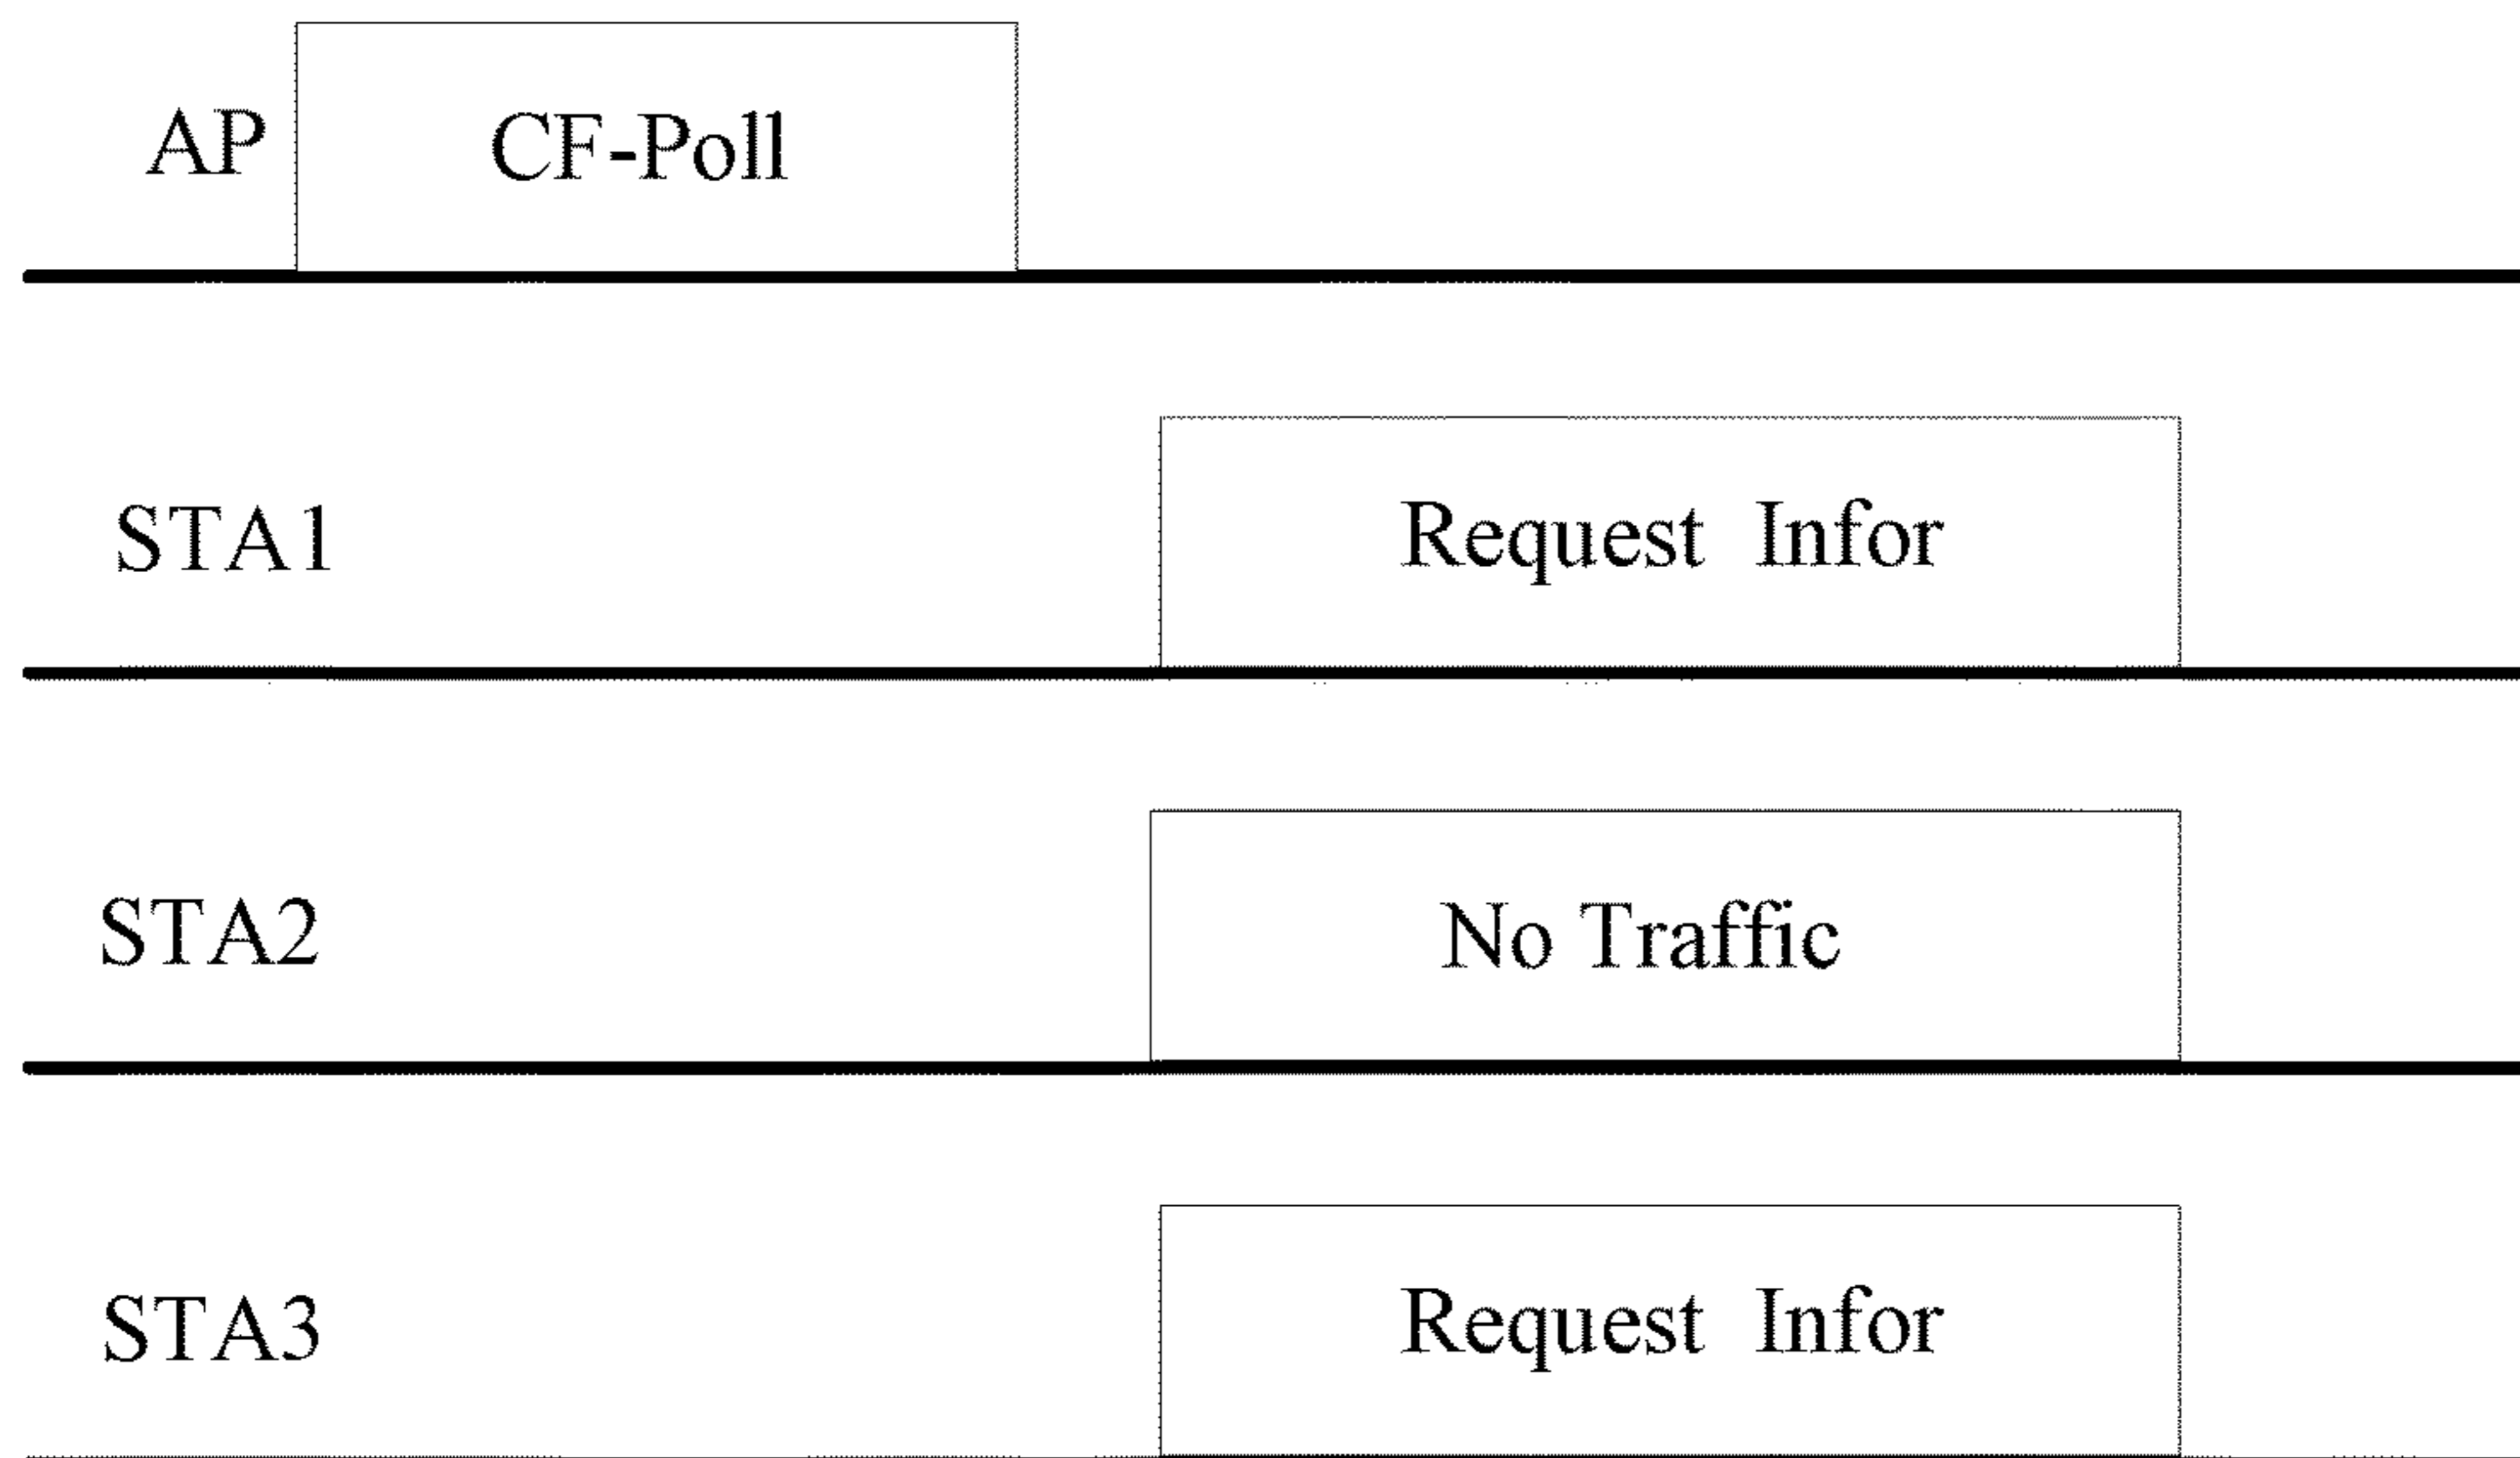 AP CF-Poll
STA1 Request Infor
STA2 No Traffic
STA3 Request Infor